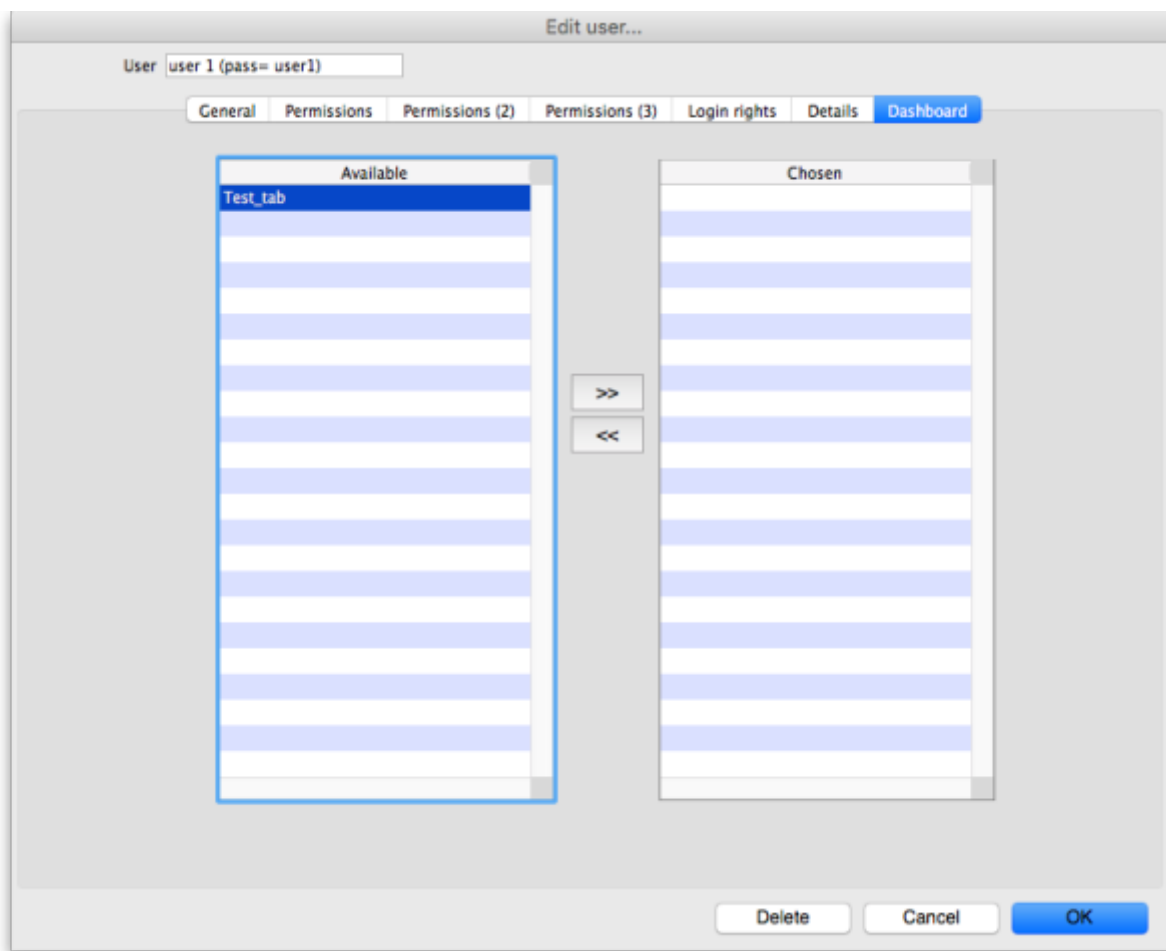 Edit user...
User user 1 (pass= user1)
General Permissions Permissions (2) Permissions (3) Login rights Details Dashboard
Available Chosen
Test_tab
>>
<<
Delete Cancel OK